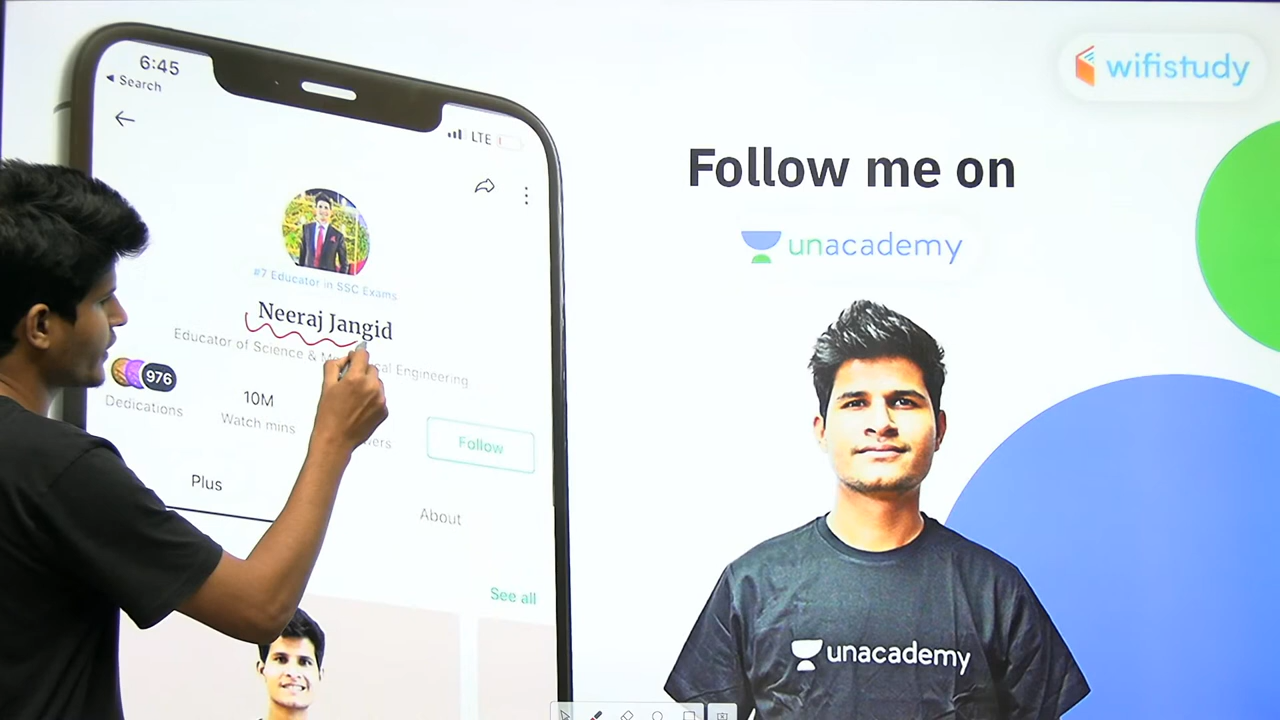 6:45
Search
LTE
#7 Educator in SSC Exams
Neeraj Jangid
Educator of Science & Engineering
976
Dedications
10M
Watch mins
Follow
Plus
About
See all
wifistudy
Follow me on
unacademy
unacademy